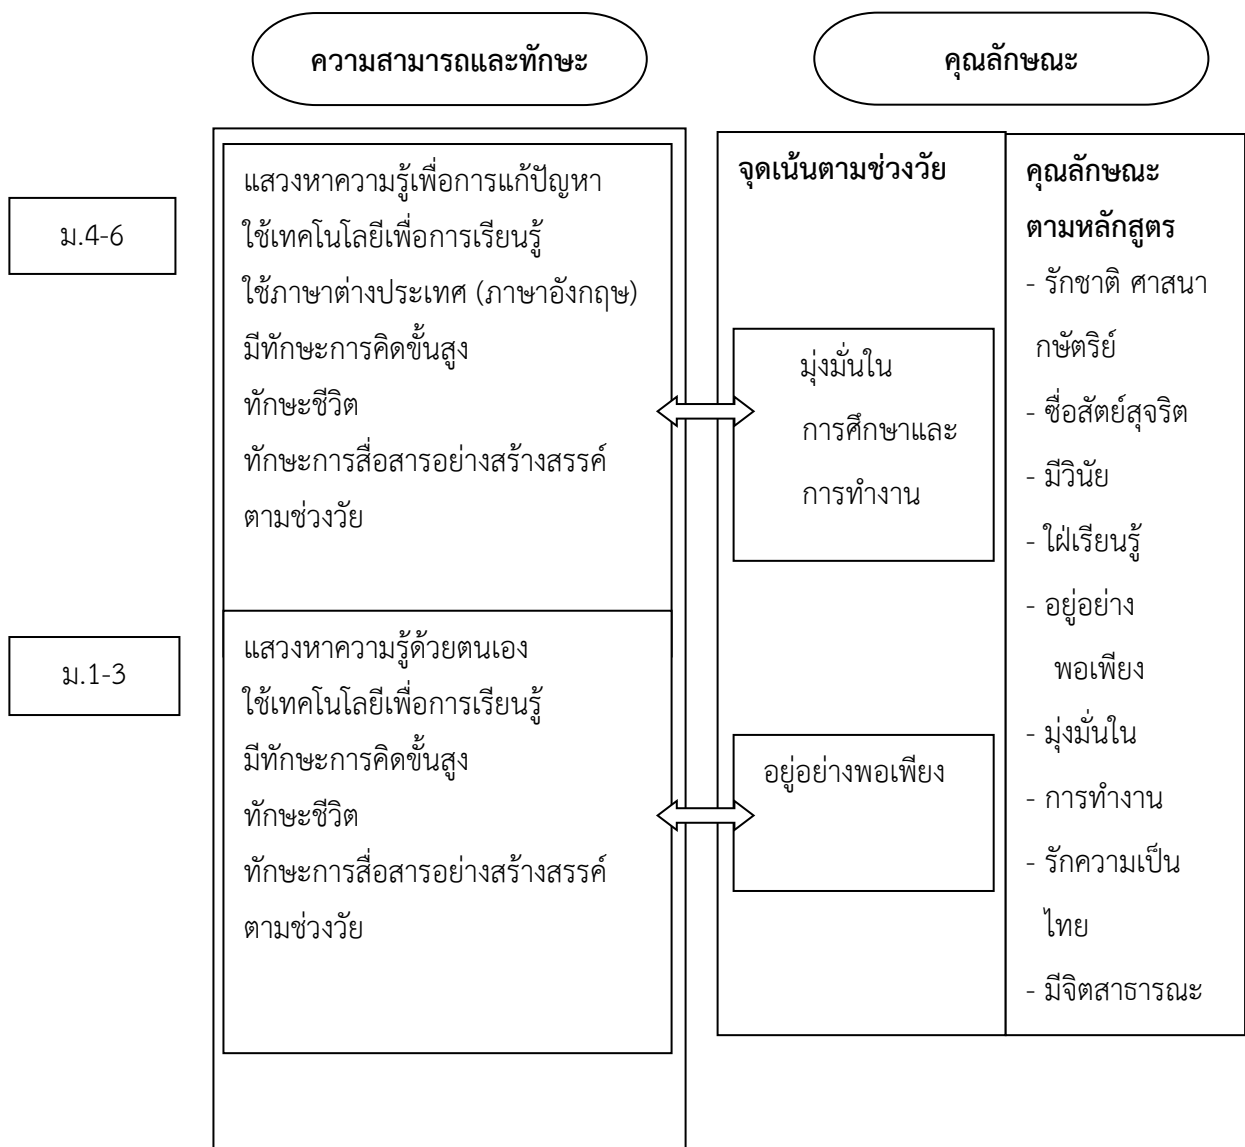 ความสามารถและทักษะ
คุณลักษณะ
ม.4-6
แสวงหาความรู้เพื่อการแก้ปัญหา
ใช้เทคโนโลยีเพื่อการเรียนรู้
ใช้ภาษาต่างประเทศ (ภาษาอังกฤษ)
มีทักษะการคิดขั้นสูง
ทักษะชีวิต
ทักษะการสื่อสารอย่างสร้างสรรค์
ตามช่วงวัย
ม.1-3
แสวงหาความรู้ด้วยตนเอง
ใช้เทคโนโลยีเพื่อการเรียนรู้
มีทักษะการคิดขั้นสูง
ทักษะชีวิต
ทักษะการสื่อสารอย่างสร้างสรรค์
ตามช่วงวัย
จุดเน้นตามช่วงวัย
มุ่งมั่นใน
การศึกษาและ
การทำงาน
อยู่อย่างพอเพียง
คุณลักษณะ
ตามหลักสูตร
- รักชาติ ศาสนา
กษัตริย์
- ซื่อสัตย์สุจริต
- มีวินัย
- ใฝ่เรียนรู้
- อยู่อย่าง
พอเพียง
- มุ่งมั่นใน
- การทำงาน
- รักความเป็น
ไทย
- มีจิตสาธารณะ